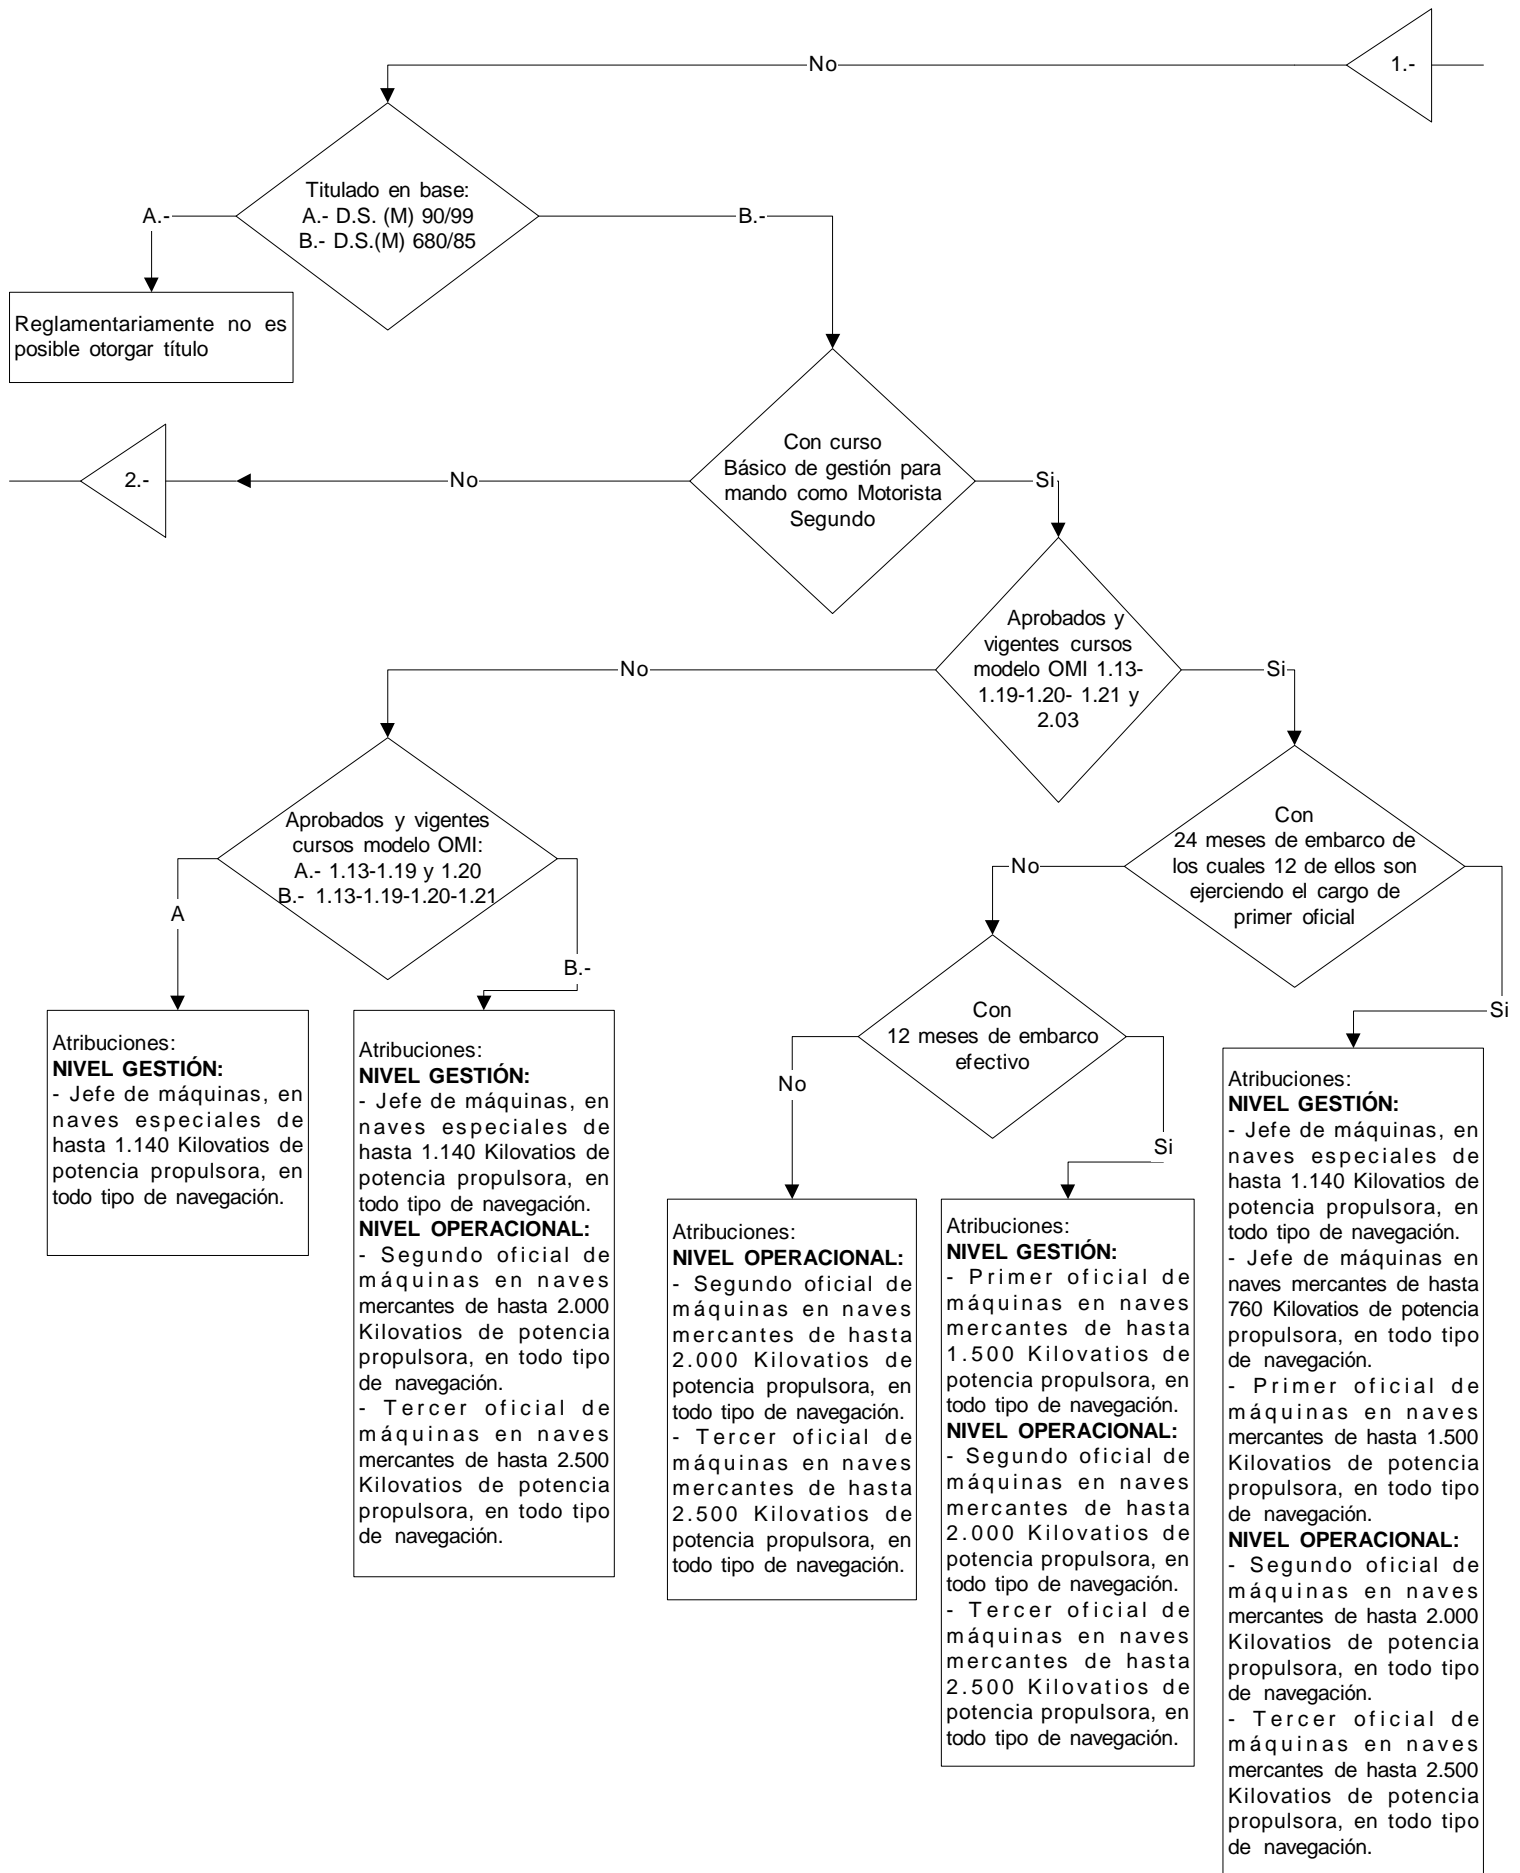 No
1.-
Titulado en base:
A.- D.S. (M) 90/99
B.- D.S.(M) 680/85
A.-
B.-
Reglamentariamente no es
posible otorgar título
Con curso
Básico de gestión para
mando como Motorista
Segundo
2.-
No
Si
Aprobados y
vigentes cursos
modelo OMI 1.13-
1.19-1.20- 1.21 y
2.03
No
Si
Aprobados y vigentes
cursos modelo OMI:
A.- 1.13-1.19 y 1.20
B.- 1.13-1.19-1.20-1.21
A
B.-
Con
24 meses de embarco de
los cuales 12 de ellos son
ejerciendo el cargo de
primer oficial
No
Si
Con
12 meses de embarco
efectivo
No
Si
Atribuciones:
NIVEL GESTIÓN:
- Jefe de máquinas, en
naves especiales de
hasta 1.140 Kilovatios de
potencia propulsora, en
todo tipo de navegación.
Atribuciones:
NIVEL GESTIÓN:
- Jefe de máquinas, en
naves especiales de
hasta 1.140 Kilovatios de
potencia propulsora, en
todo tipo de navegación.
NIVEL OPERACIONAL:
- Segundo oficial de
máquinas en naves
mercantes de hasta 2.000
Kilovatios de potencia
propulsora, en todo tipo
de navegación.
- Tercer oficial de
máquinas en naves
mercantes de hasta 2.500
Kilovatios de potencia
propulsora, en todo tipo
de navegación.
Atribuciones:
NIVEL OPERACIONAL:
- Segundo oficial de
máquinas en naves
mercantes de hasta
2.000 Kilovatios de
potencia propulsora, en
todo tipo de navegación.
- Tercer oficial de
máquinas en naves
mercantes de hasta
2.500 Kilovatios de
potencia propulsora, en
todo tipo de navegación.
Atribuciones:
NIVEL GESTIÓN:
- Primer oficial de
máquinas en naves
mercantes de hasta
1.500 Kilovatios de
potencia propulsora, en
todo tipo de navegación.
NIVEL OPERACIONAL:
- Segundo oficial de
máquinas en naves
mercantes de hasta
2.000 Kilovatios de
potencia propulsora, en
todo tipo de navegación.
- Tercer oficial de
máquinas en naves
mercantes de hasta
2.500 Kilovatios de
potencia propulsora, en
todo tipo de navegación.
Atribuciones:
NIVEL GESTIÓN:
- Jefe de máquinas, en
naves especiales de
hasta 1.140 Kilovatios de
potencia propulsora, en
todo tipo de navegación.
- Jefe de máquinas en
naves mercantes de hasta
760 Kilovatios de potencia
propulsora, en todo tipo
de navegación.
- Primer oficial de
máquinas en naves
mercantes de hasta 1.500
Kilovatios de potencia
propulsora, en todo tipo
de navegación.
NIVEL OPERACIONAL:
- Segundo oficial de
máquinas en naves
mercantes de hasta 2.000
Kilovatios de potencia
propulsora, en todo tipo
de navegación.
- Tercer oficial de
máquinas en naves
mercantes de hasta 2.500
Kilovatios de potencia
propulsora, en todo tipo
de navegación.